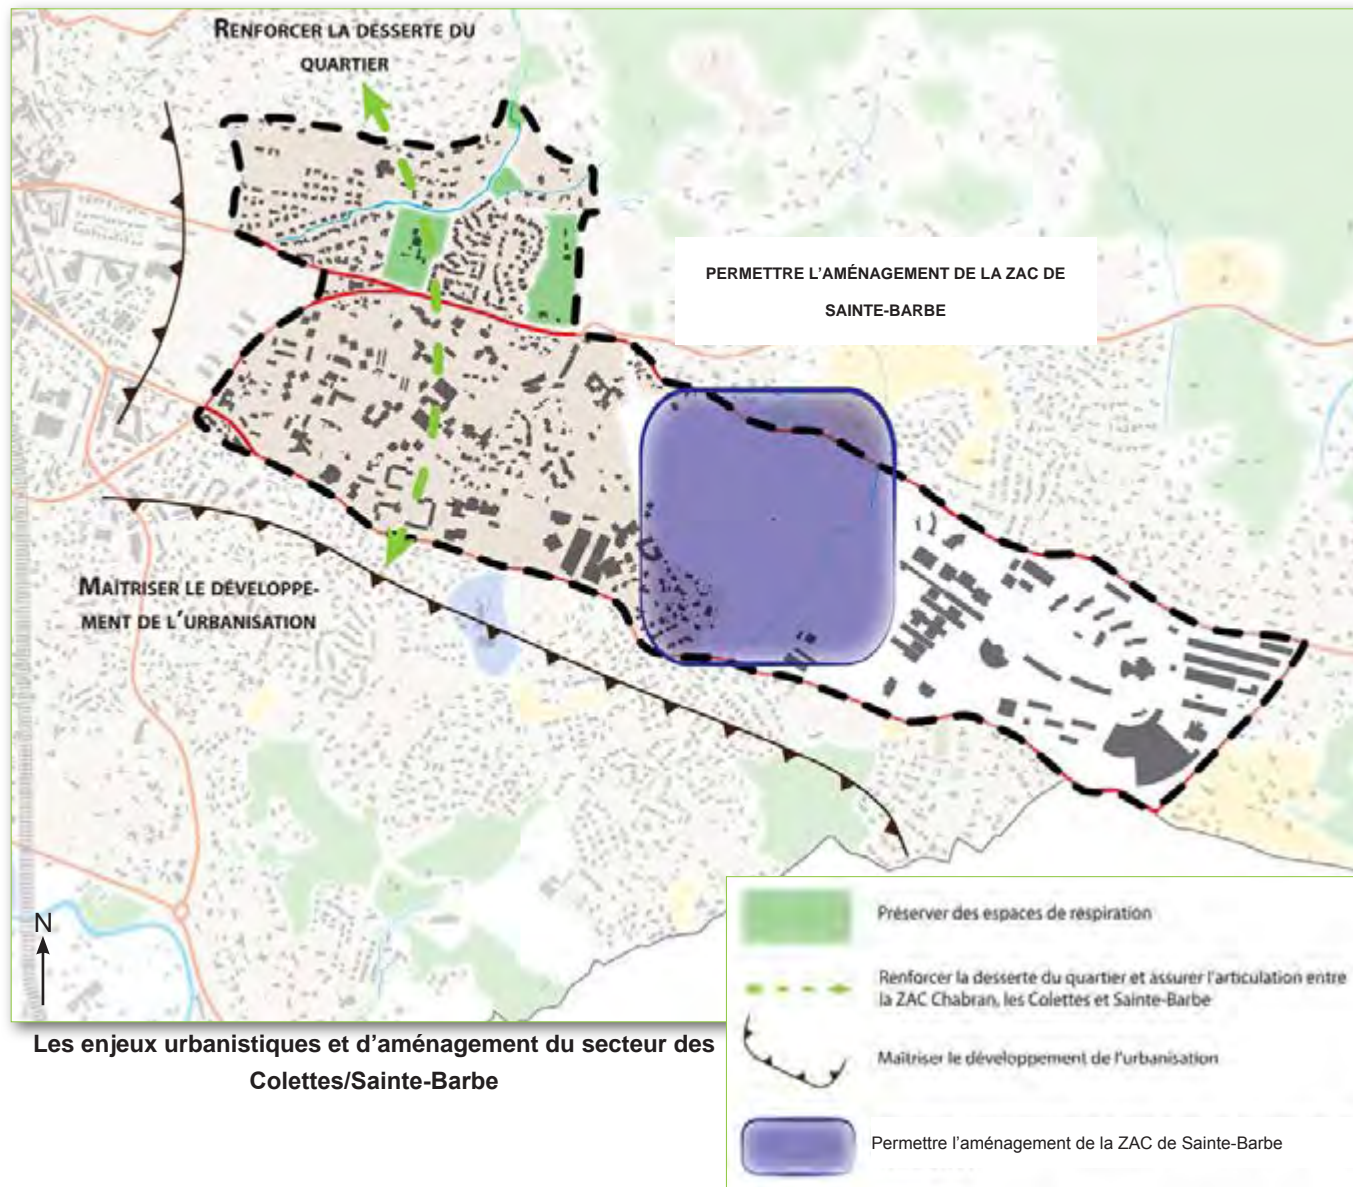 RENFORCER LA DESSERTE DU
QUARTIER
PERMETTRE L'AMÉNAGEMENT DE LA ZAC DE
SAINTE-BARBE
MAÎTRISER LE DÉVELOPPE-
MENT DE L'URBANISATION
N
Préserver des espaces de respiration
Renforcer la desserte du quartier et assurer l'articulation entre
la ZAC Chabran, les Colettes et Sainte-Barbe
Maîtriser le développement de l'urbanisation
Permettre l'aménagement de la ZAC de Sainte-Barbe
Les enjeux urbanistiques et d'aménagement du secteur des
Colettes/Sainte-Barbe